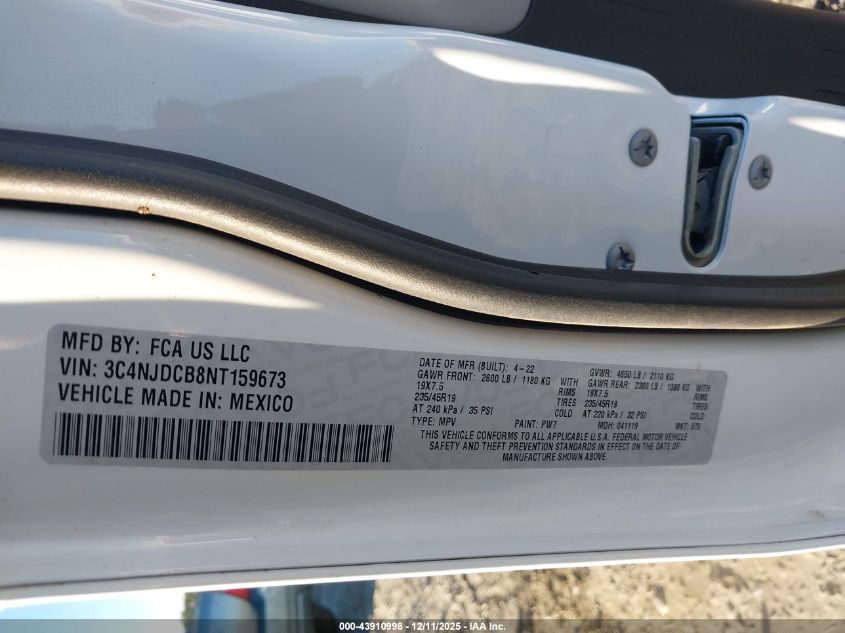 MFD BY: FCA US LLC
VIN: 3C4NJDCB8NT159673
VEHICLE MADE IN: MEXICO
DATE OF MFR (BUILT): 4-22 GVWR: 4650 LB / 2110 KG
GAWR FRONT: 2600 LB / 1180 KG GAWR REAR: 2380 LB / 1080 KG
19X7.5 RIMS 19X7.5 RIMS
235/45R19 TIRES 235/45R19 TIRES
AT 240 kPa / 35 PSI COLD AT 220 kPa / 32 PSI COLD
TYPE: MPV PAINT: PW7 MDH: 041119 MKT:
THIS VEHICLE CONFORMS TO ALL APPLICABLE U.S.A. FEDERAL MOTOR VEHICLE
SAFETY AND THEFT PREVENTION STANDARDS IN EFFECT ON THE DATE OF
MANUFACTURE SHOWN ABOVE.
000-43910998 - 12/11/2025 - IAA Inc.